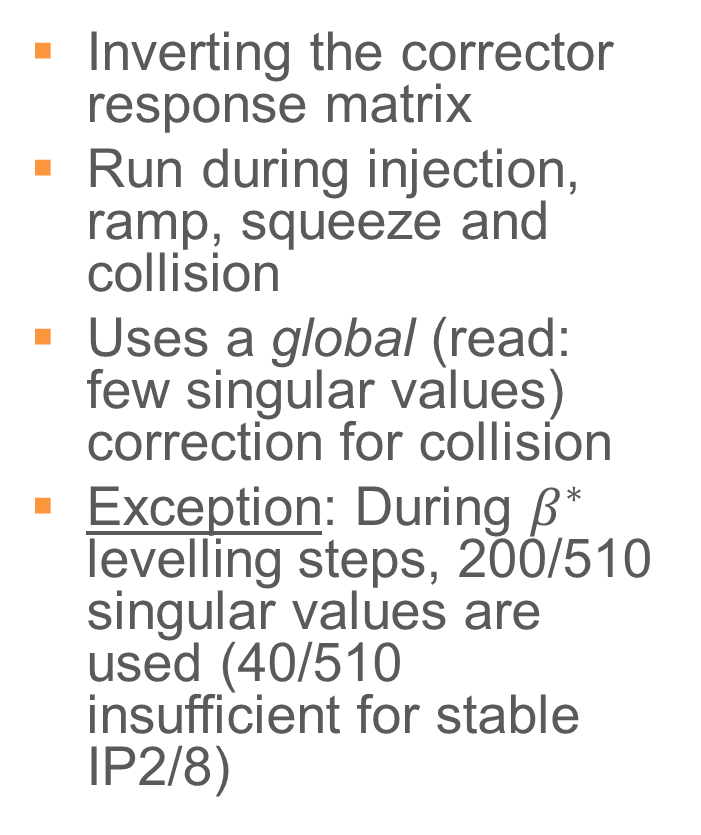 ▪ Inverting the corrector
response matrix
▪ Run during injection,
ramp, squeeze and
collision
▪ Uses a global (read:
few singular values)
correction for collision
▪ Exception: During β*
levelling steps, 200/510
singular values are
used (40/510
insufficient for stable
IP2/8)